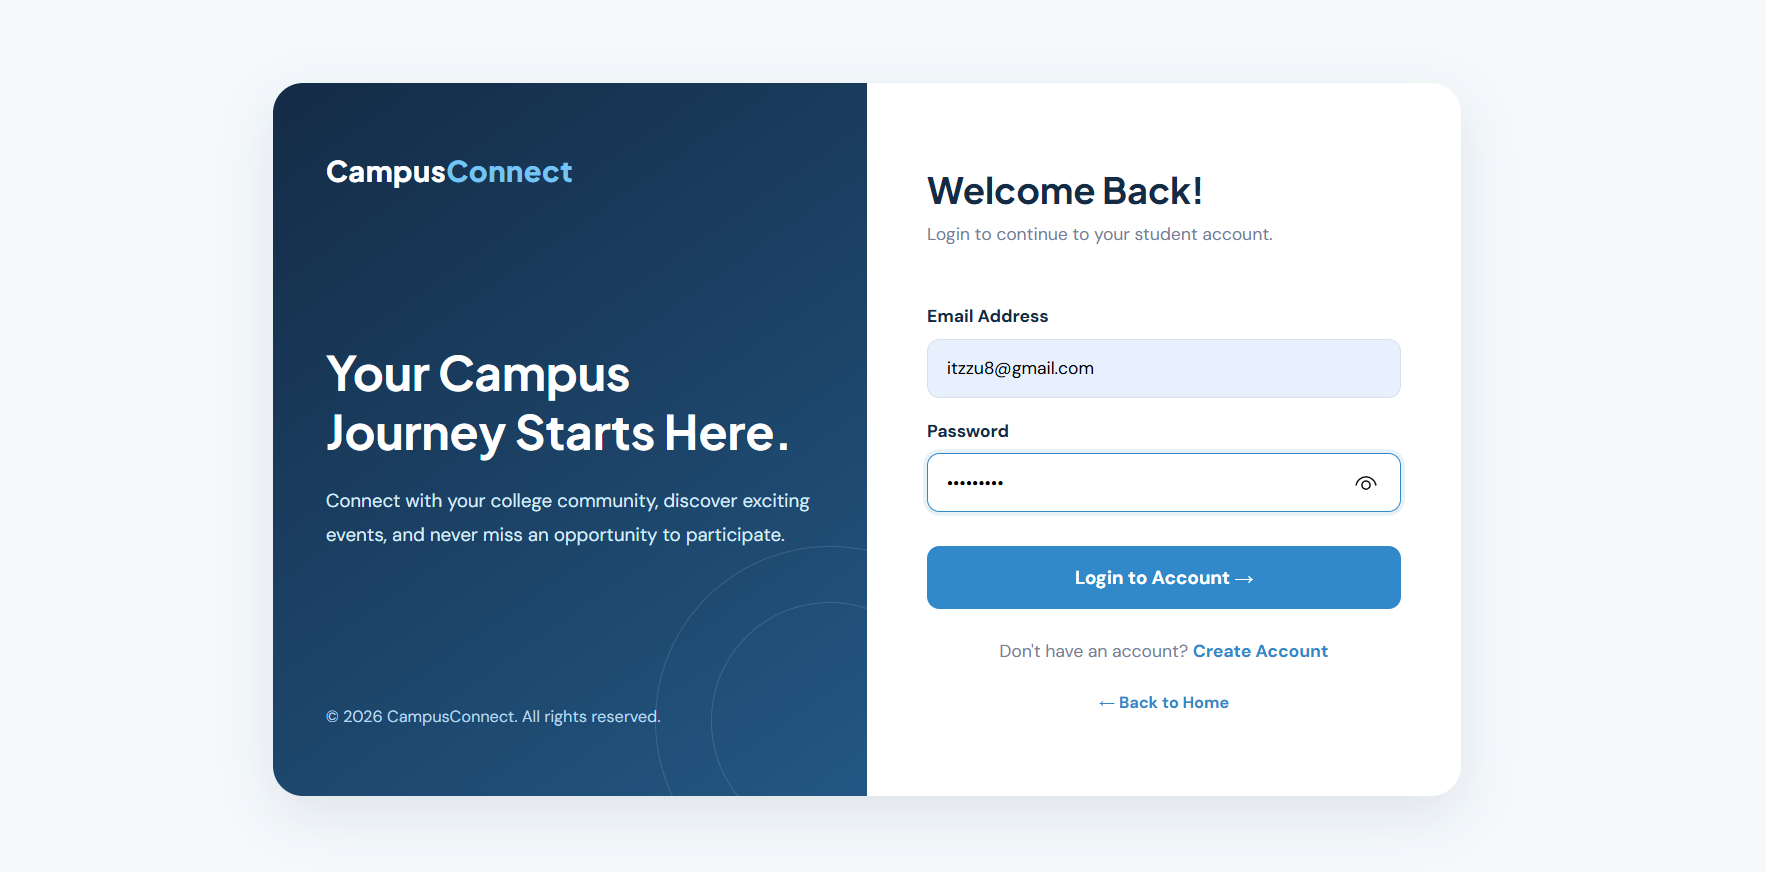 CampusConnect
Your Campus
Journey Starts Here.
Connect with your college community, discover exciting
events, and never miss an opportunity to participate.
© 2026 CampusConnect. All rights reserved.
Welcome Back!
Login to continue to your student account.
Email Address
itzzu8@gmail.com
Password
•••••••••
Login to Account →
Don't have an account? Create Account
← Back to Home